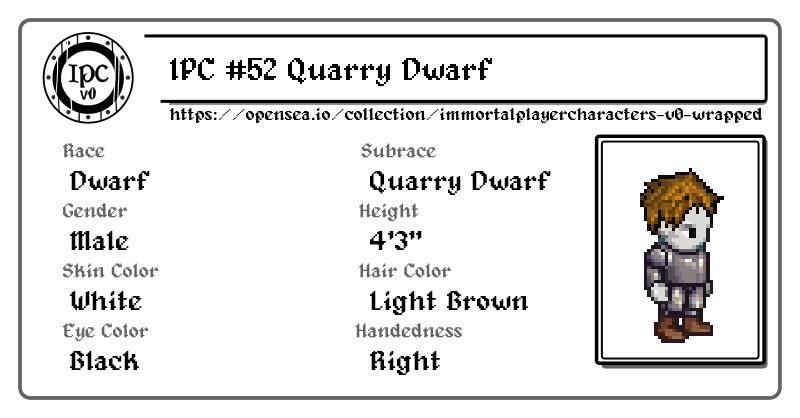 IPC
v0
IPC #52 Quarry Dwarf
https://opensea.io/collection/immortalplayercharacters-v0-wrapped
Race
Dwarf
Subrace
Quarry Dwarf
Gender
Male
Height
4'3"
Skin Color
White
Hair Color
Light Brown
Eye Color
Black
Handedness
Right